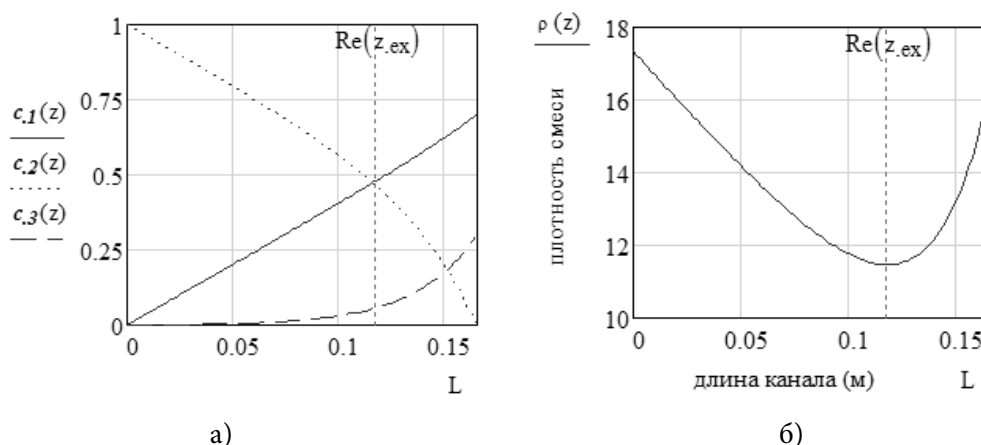 1
Re(z.ex)
c.1(z)
0.75
c.2(z)
0.5
c.3(z)
0.25
0
0 0.05 0.1 0.15
L
а)
ρ (z)
18
Re(z.ex)
16
плотность смеси
14
12
10
0 0.05 0.1 0.15
длина канала (м) L
б)